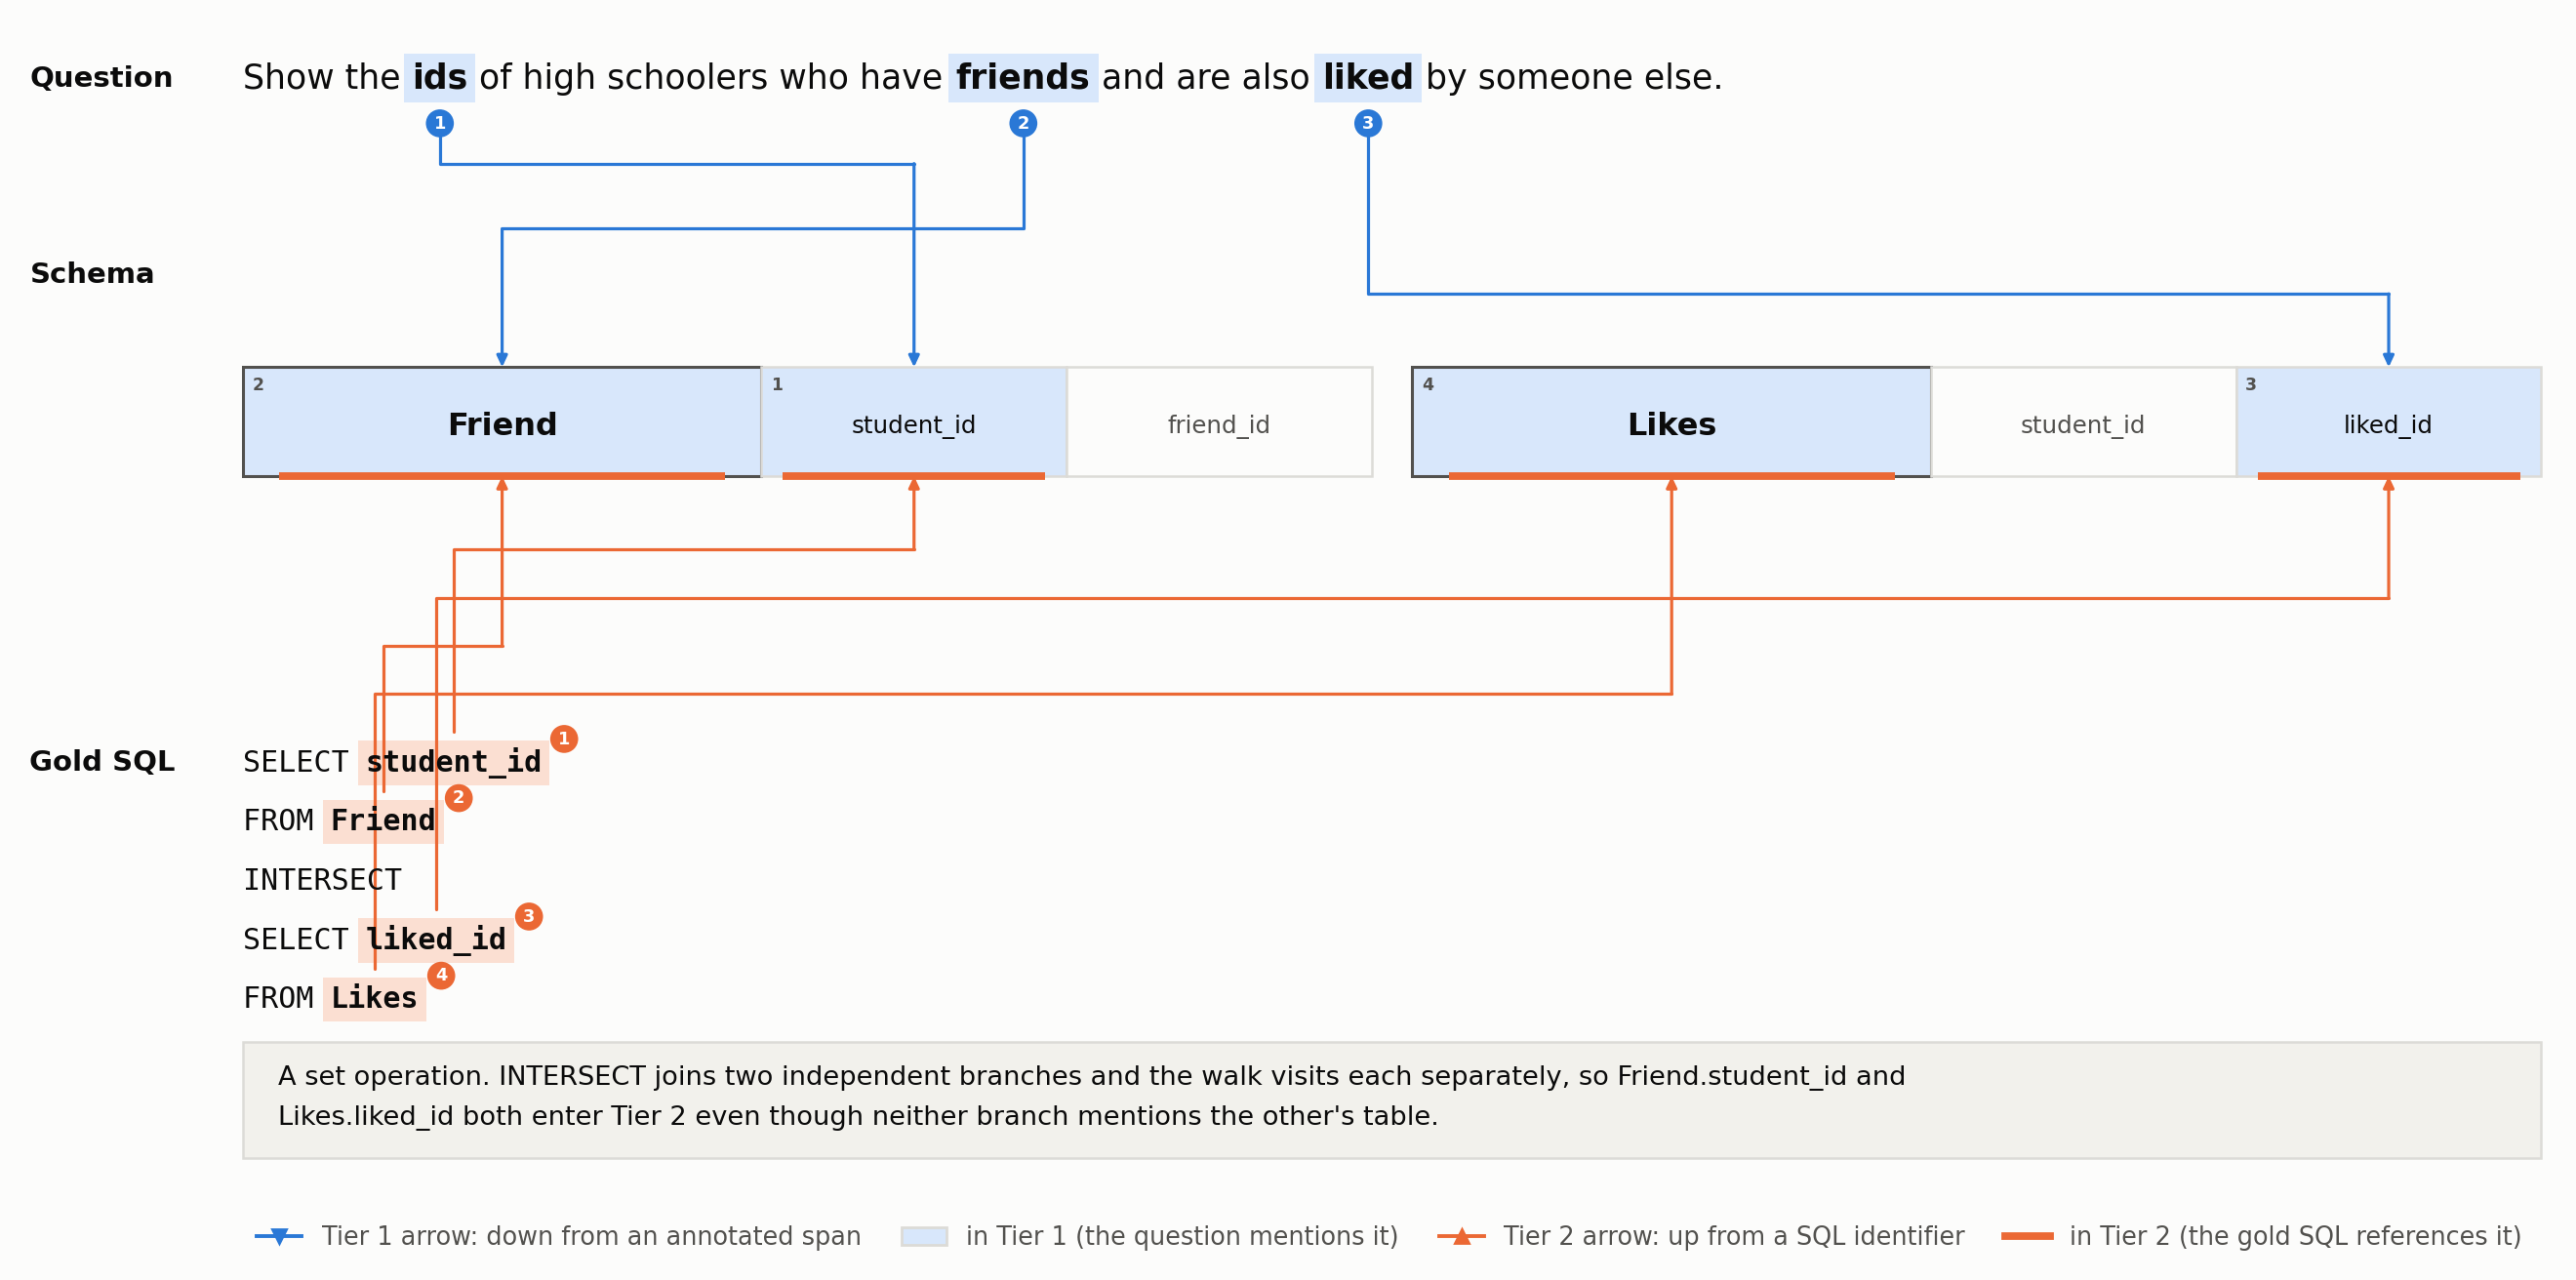 Question Show the ids of high schoolers who have friends and are also liked by someone else.
1 2 3
Schema
2 Friend 1 student_id friend_id 4 Likes student_id 3 liked_id
Gold SQL SELECT student_id 1
FROM Friend 2
INTERSECT
SELECT liked_id 3
FROM Likes 4
A set operation. INTERSECT joins two independent branches and the walk visits each separately, so Friend.student_id and
Likes.liked_id both enter Tier 2 even though neither branch mentions the other's table.
Tier 1 arrow: down from an annotated span in Tier 1 (the question mentions it) Tier 2 arrow: up from a SQL identifier in Tier 2 (the gold SQL references it)